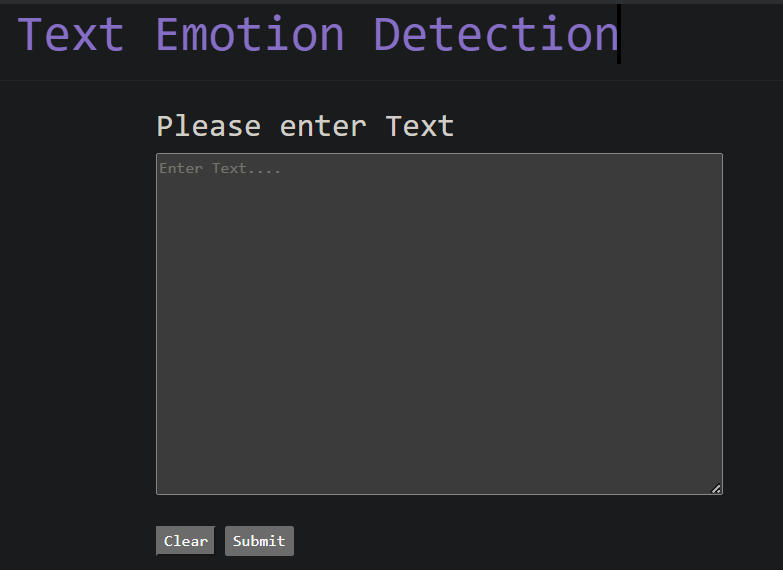 Text Emotion Detection
Please enter Text
Enter Text....
Clear Submit